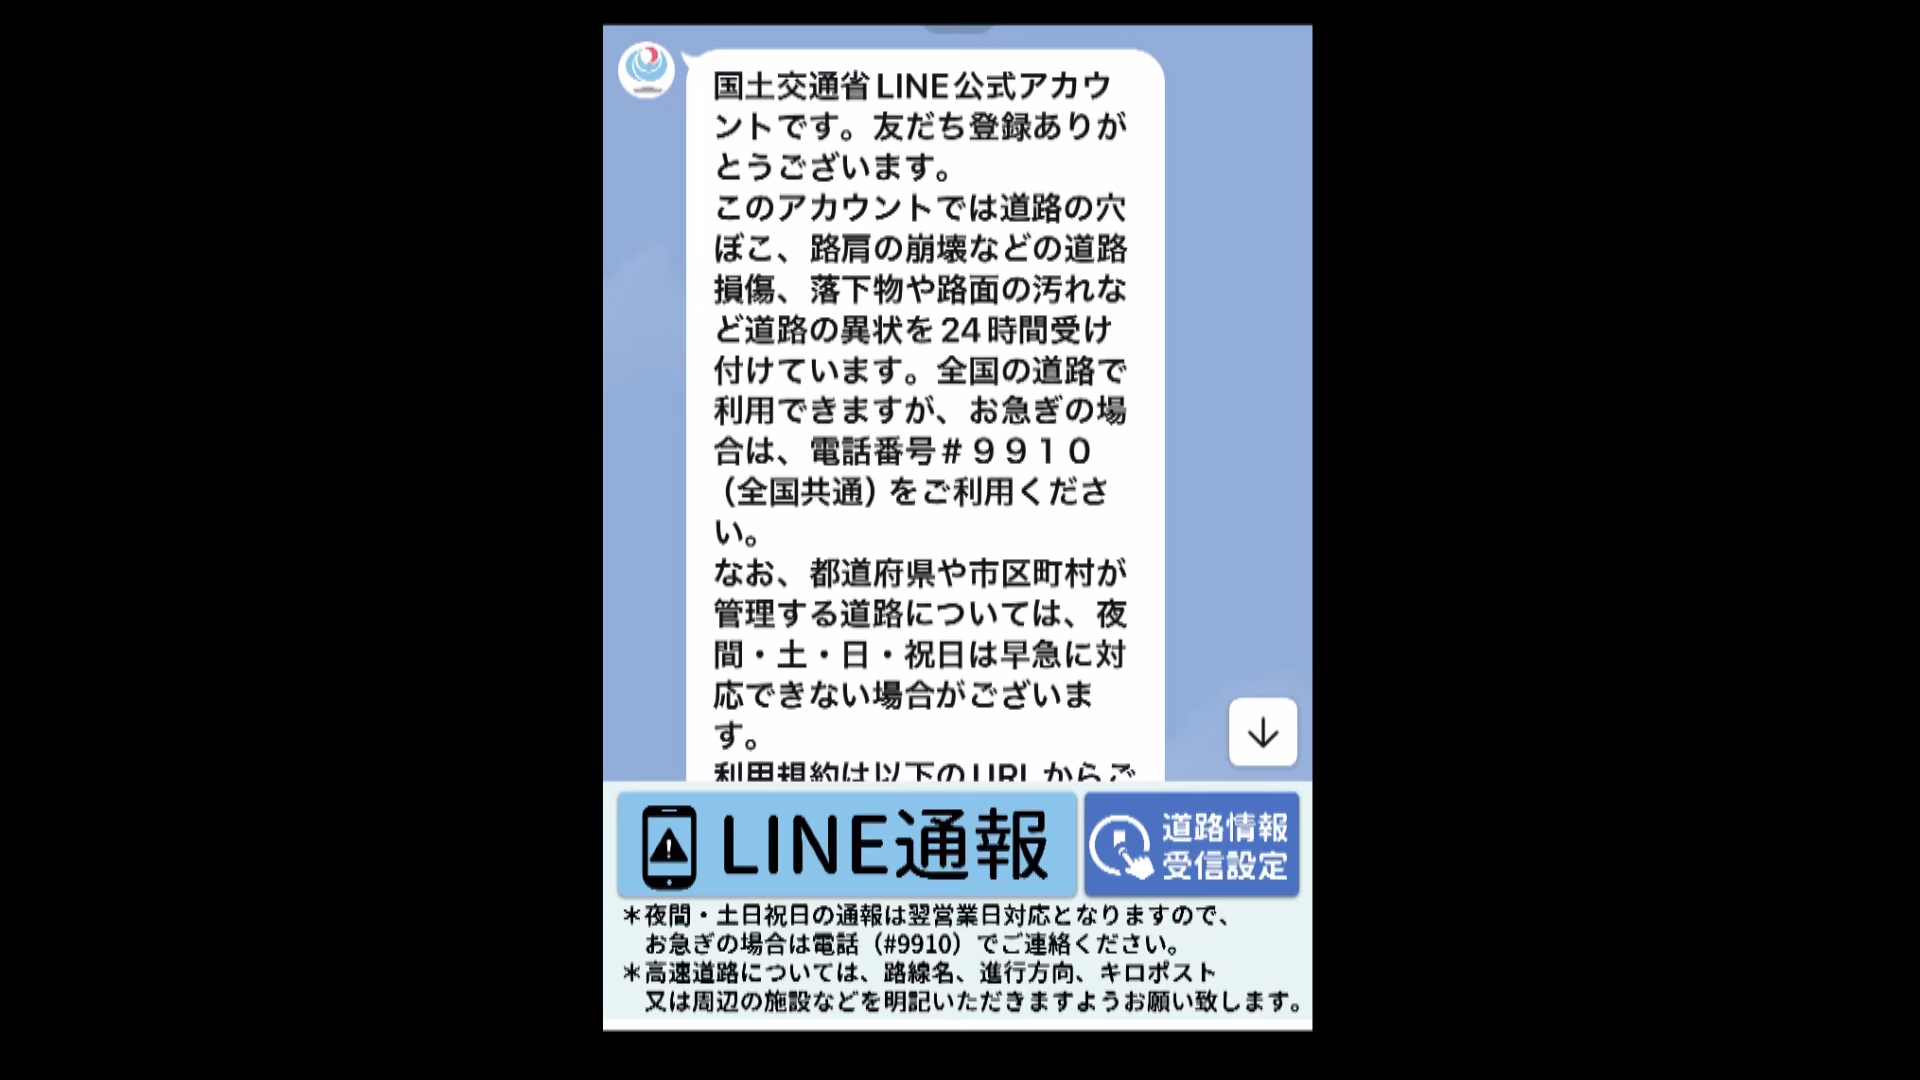 国土交通省LINE公式アカウ
ントです。友だち登録ありが
とうございます。
このアカウントでは道路の穴
ぼこ、路肩の崩壊などの道路
損傷、落下物や路面の汚れな
ど道路の異状を24時間受け
付けています。全国の道路で
利用できますが、お急ぎの場
合は、電話番号＃９９１０
（全国共通）をご利用くださ
い。
なお、都道府県や市区町村が
管理する道路については、夜
間・土・日・祝日は早急に対
応できない場合がございま
す。
利用規約は以下のURLからご
LINE通報
道路情報
受信設定
＊夜間・土日祝日の通報は翌営業日対応となりますので、
お急ぎの場合は電話（#9910）でご連絡ください。
＊高速道路については、路線名、進行方向、キロポスト
又は周辺の施設などを明記いただきますようお願い致します。